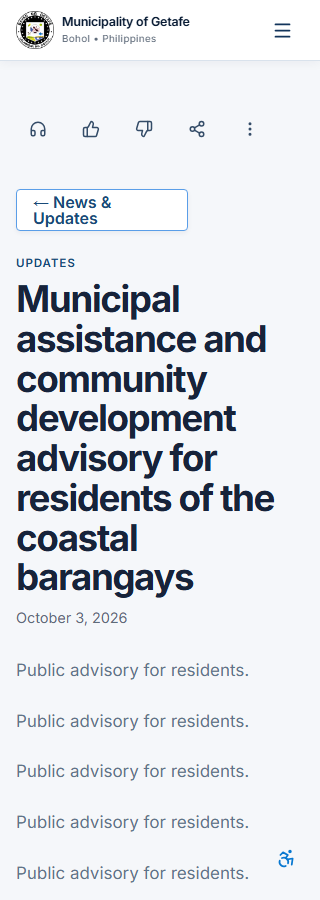 Municipality of Getafe
Bohol • Philippines
← News &
Updates
UPDATES
Municipal
assistance and
community
development
advisory for
residents of the
coastal
barangays
October 3, 2026
Public advisory for residents.
Public advisory for residents.
Public advisory for residents.
Public advisory for residents.
Public advisory for residents.